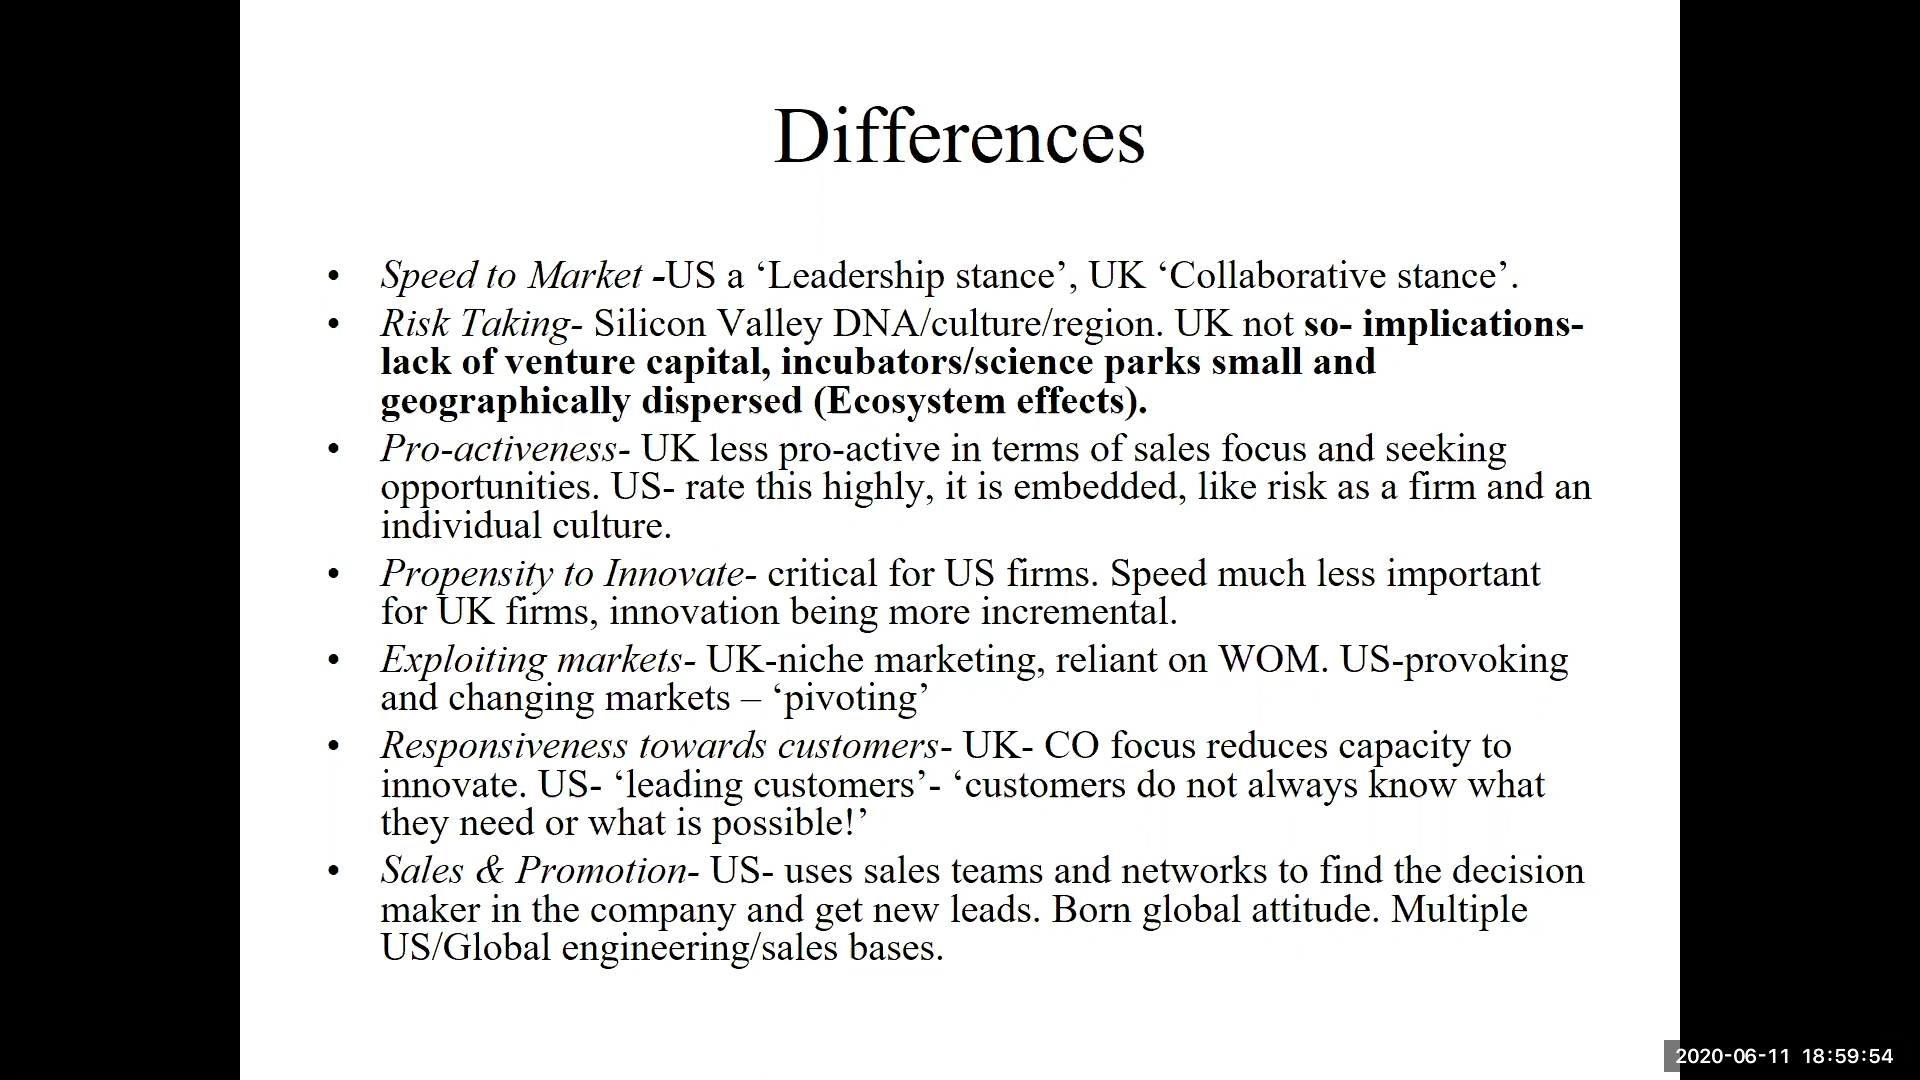 Differences
• Speed to Market -US a ‘Leadership stance’, UK ‘Collaborative stance’.
• Risk Taking- Silicon Valley DNA/culture/region. UK not so- implications-
lack of venture capital, incubators/science parks small and
geographically dispersed (Ecosystem effects).
• Pro-activeness- UK less pro-active in terms of sales focus and seeking
opportunities. US- rate this highly, it is embedded, like risk as a firm and an
individual culture.
• Propensity to Innovate- critical for US firms. Speed much less important
for UK firms, innovation being more incremental.
• Exploiting markets- UK-niche marketing, reliant on WOM. US-provoking
and changing markets – ‘pivoting’
• Responsiveness towards customers- UK- CO focus reduces capacity to
innovate. US- ‘leading customers’- ‘customers do not always know what
they need or what is possible!’
• Sales & Promotion- US- uses sales teams and networks to find the decision
maker in the company and get new leads. Born global attitude. Multiple
US/Global engineering/sales bases.
2020-06-11 18:59:54